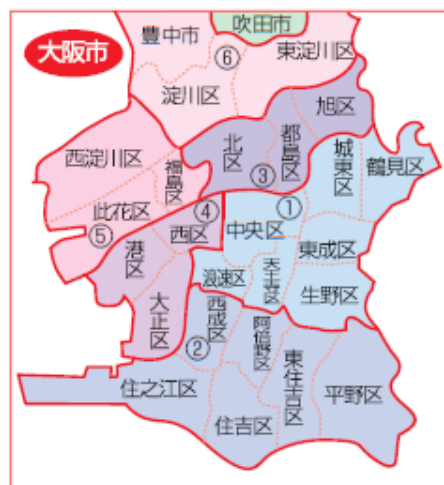 吹田市
豊中市
大阪市
⑥
東淀川区
淀川区
旭区
西淀川区
北区
都島区
城東区
鶴見区
福島区
③
此花区
④
①
⑤
西区
中央区
港区
東成区
浪速区
天王寺区
生野区
大正区
西成区
②
阿倍野区
住之江区
東住吉区
平野区
住吉区